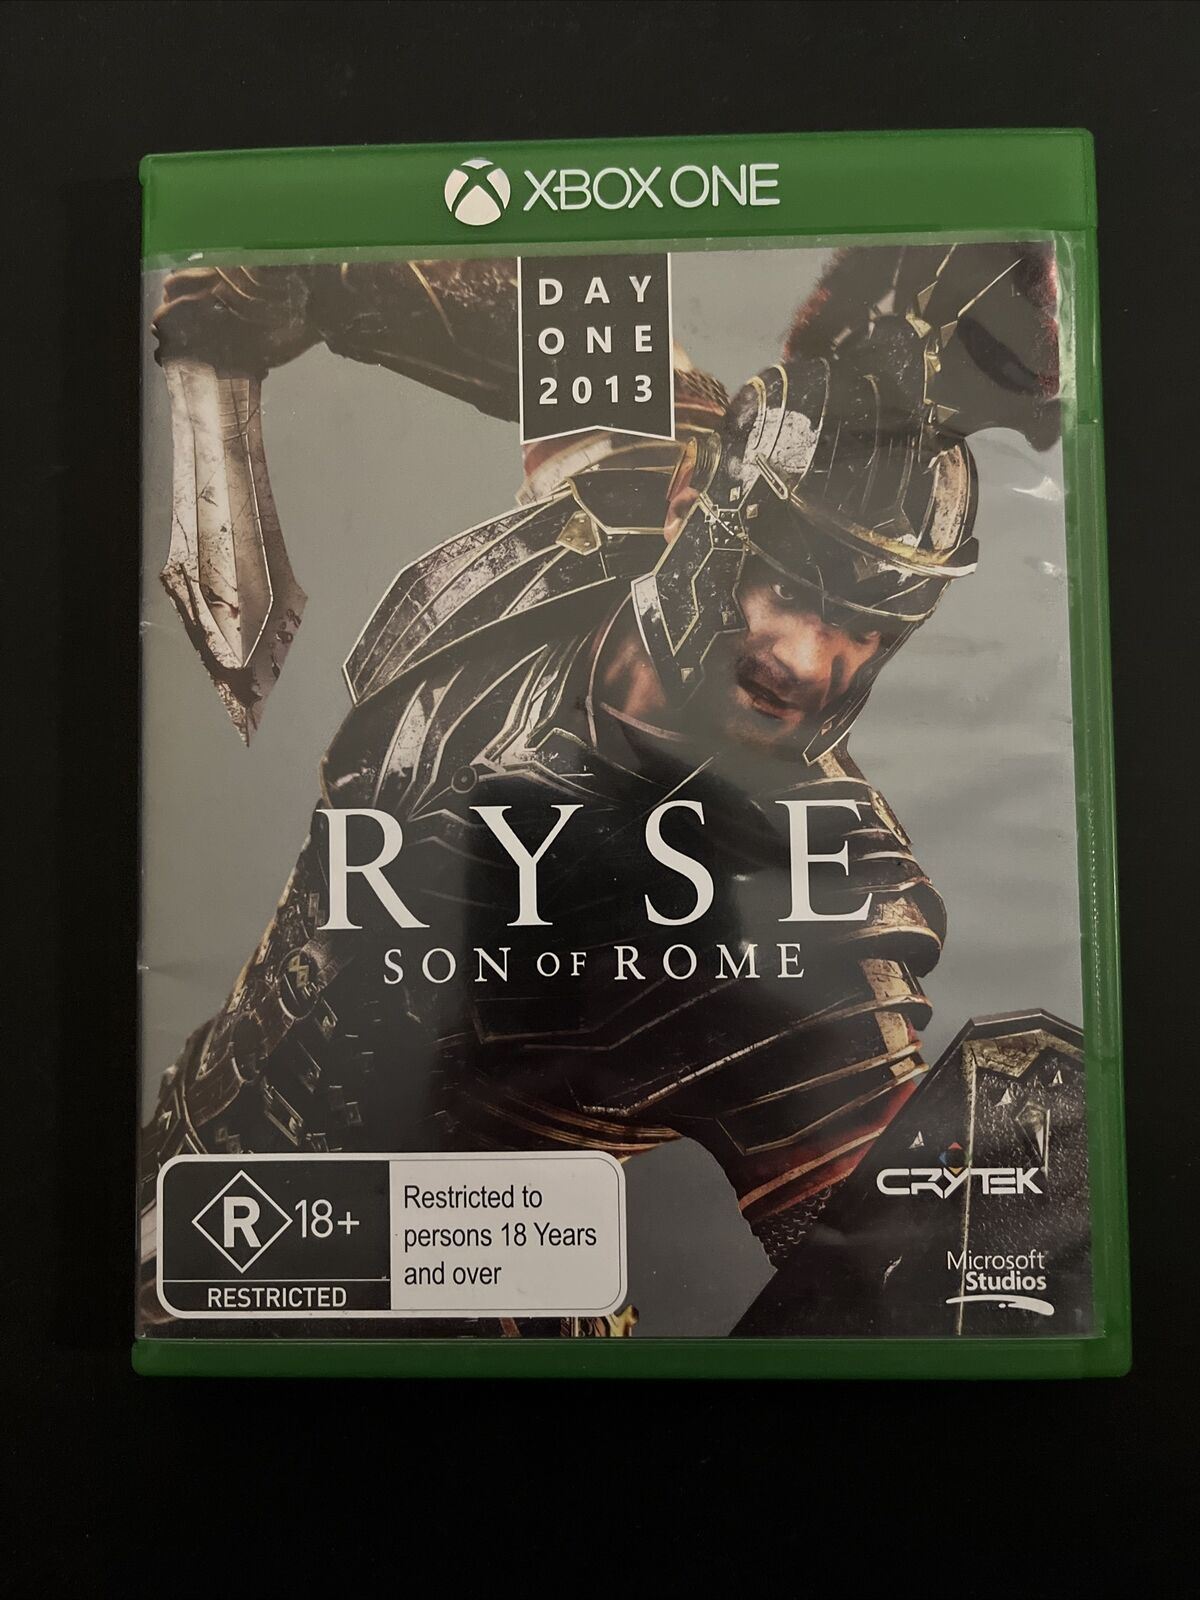 XBOX ONE
DAY
ONE
2013
RYSE
SON OF ROME
R 18+
RESTRICTED
Restricted to
persons 18 Years
and over
CRYTEK
Microsoft
Studios